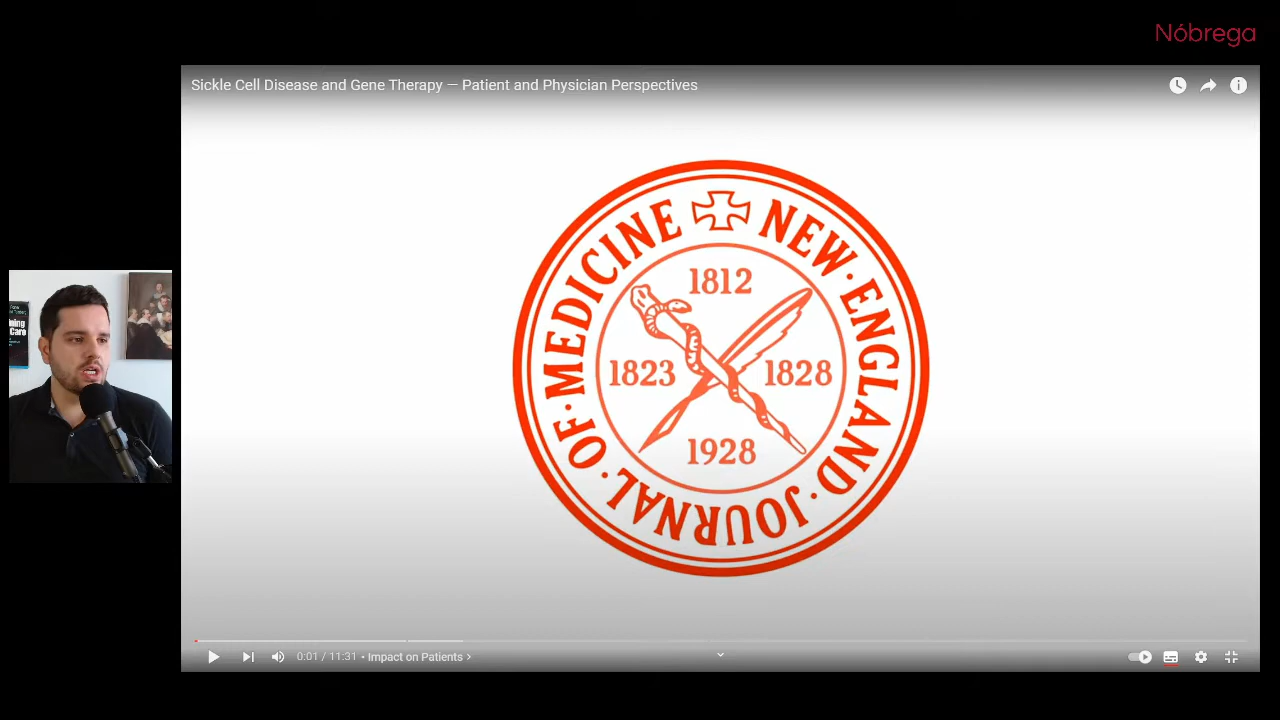 Nóbrega
Sickle Cell Disease and Gene Therapy — Patient and Physician Perspectives
NEW · ENGLAND · JOURNAL · OF · MEDICINE
1812
1823
1828
1928
0:01 / 11:31 • Impact on Patients ›